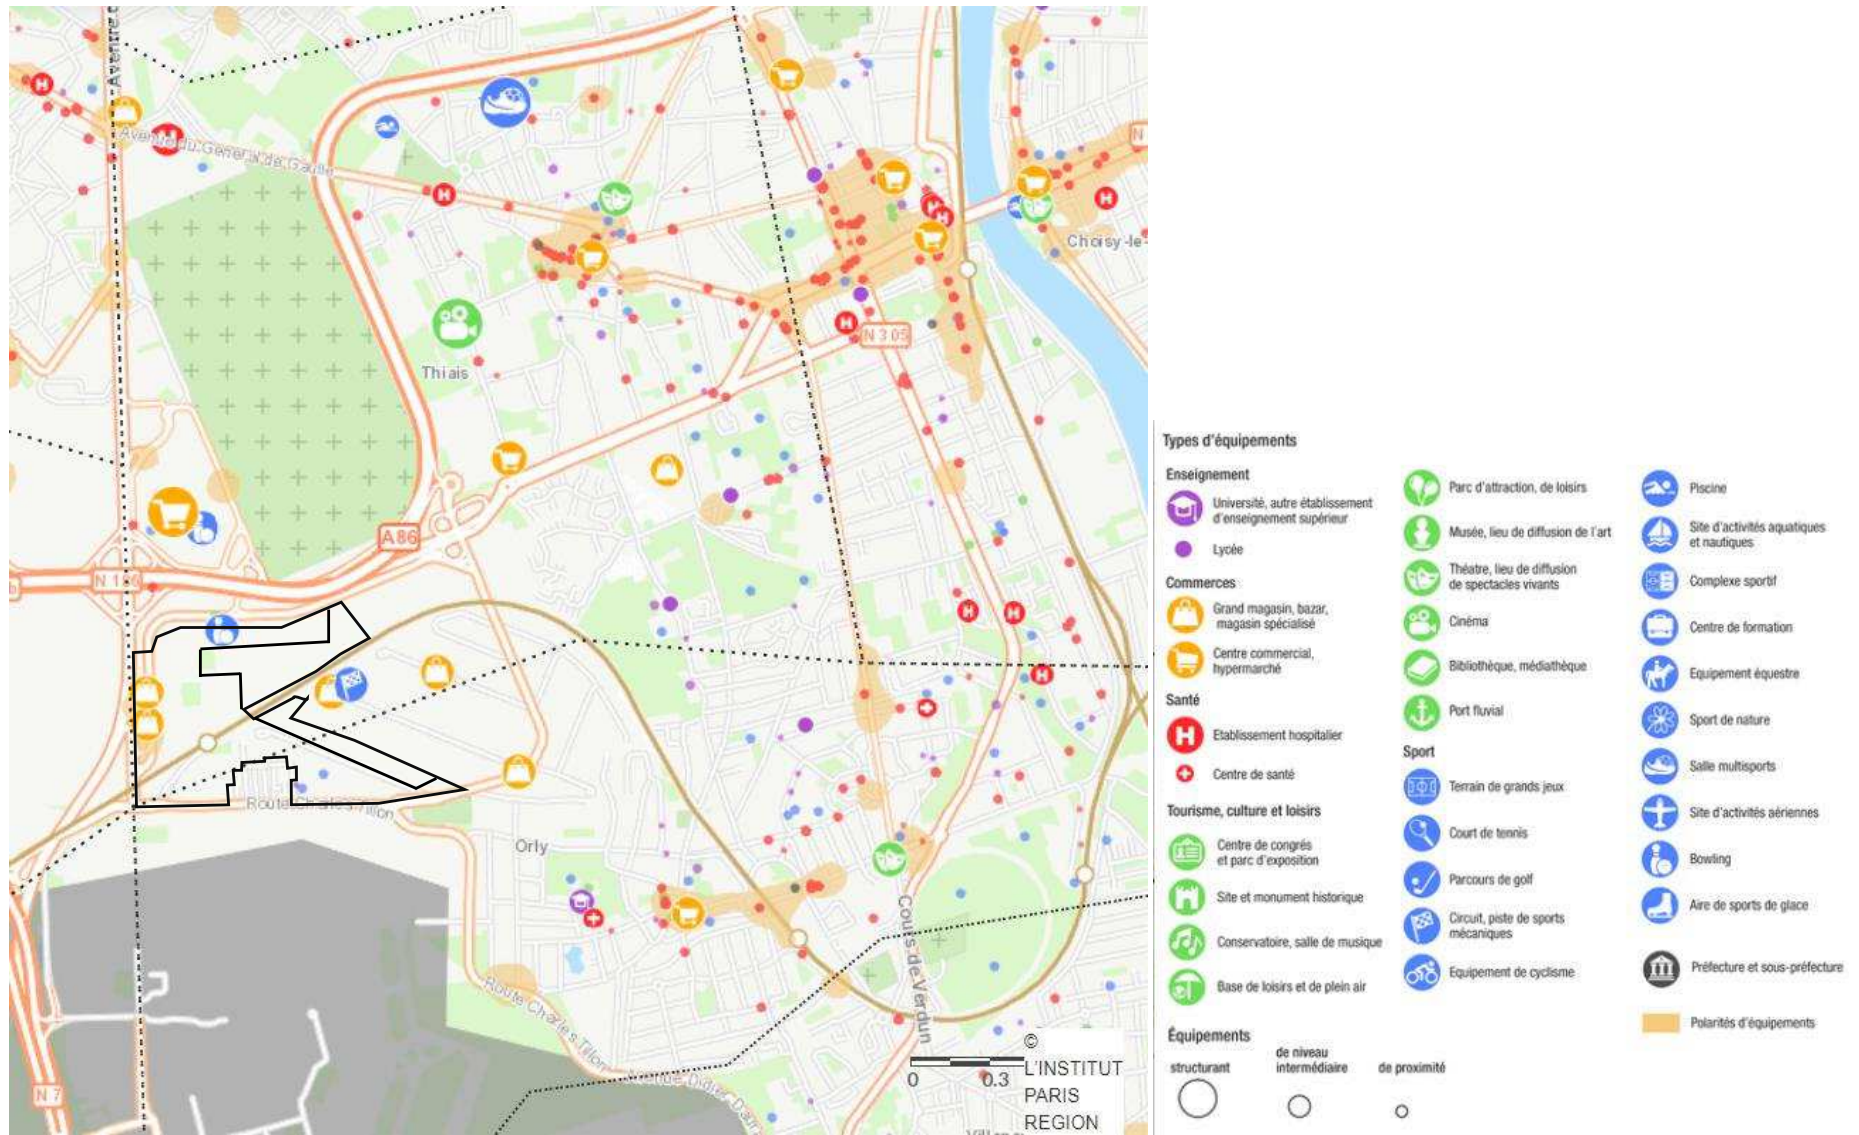 Avenue d
Avenue du General de Gaulle
N
Choisy-le-
N 305
Thiais
A86
N 186
Route Charles Tillon
Orly
Cours de Verdun
Route Charles Tillon
Avenue Didier Dau
N 7
0 0.3
©
L'INSTITUT
PARIS
REGION
Types d'équipements
Enseignement
Université, autre établissement
d'enseignement supérieur
Lycée
Commerces
Grand magasin, bazar,
magasin spécialisé
Centre commercial,
hypermarché
Santé
Etablissement hospitalier
Centre de santé
Tourisme, culture et loisirs
Centre de congrés
et parc d'exposition
Site et monument historique
Conservatoire, salle de musique
Base de loisirs et de plein air
Parc d'attraction, de loisirs
Musée, lieu de diffusion de l'art
Théatre, lieu de diffusion
de spectacles vivants
Cinéma
Bibliothèque, médiathèque
Port fluvial
Sport
Terrain de grands jeux
Court de tennis
Parcours de golf
Circuit, piste de sports
mécaniques
Equipement de cyclisme
Piscine
Site d'activités aquatiques
et nautiques
Complexe sportif
Centre de formation
Equipement équestre
Sport de nature
Salle multisports
Site d'activités aériennes
Bowling
Aire de sports de glace
Préfecture et sous-préfecture
Polarités d'équipements
Équipements
structurant
de niveau
intermédiaire
de proximité